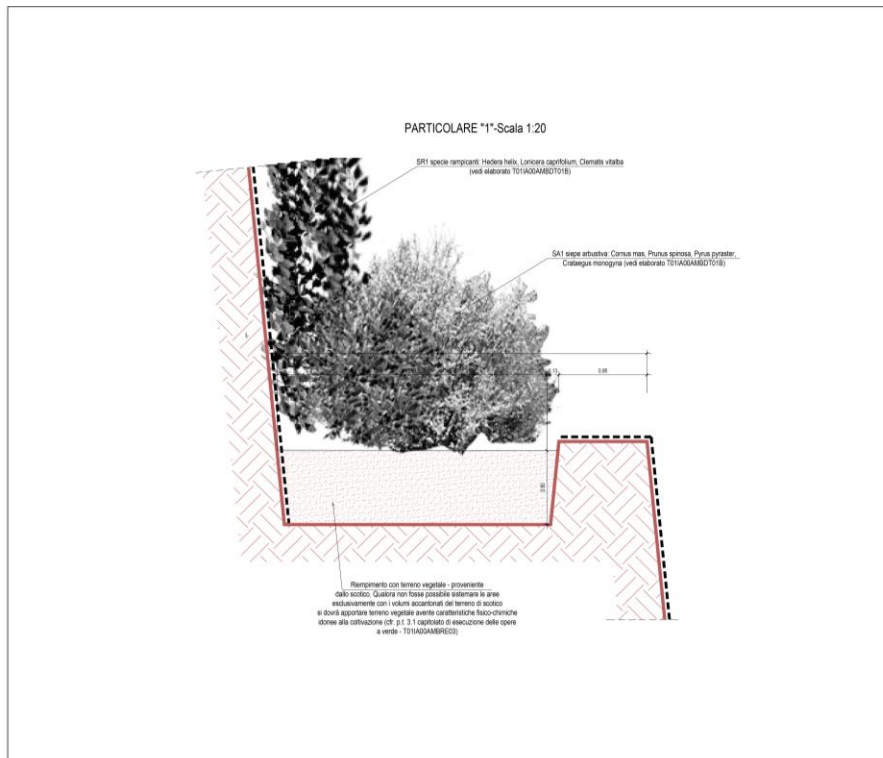 PARTICOLARE "1"-Scala 1:20
SR1 specie rampicanti: Hedera helix, Lonicera caprifolium, Clematis vitalba
(vedi elaborato T01IA00AMBDT01B)
SA1 siepe arbustiva: Cornus mas, Prunus spinosa, Pyrus pyraster,
Crataegus monogyna (vedi elaborato T01IA00AMBDT01B)
Riempimento con terreno vegetale - proveniente
dallo scotico. Qualora non fosse possibile sistemare le aree
esclusivamente con i volumi accantonati del terreno di scotico
si dovrà apportare terreno vegetale avente caratteristiche fisico-chimiche
idonee alla coltivazione (cfr. p.t. 3.1 capitolato di esecuzione delle opere
a verde - T01IA00AMBRE03)